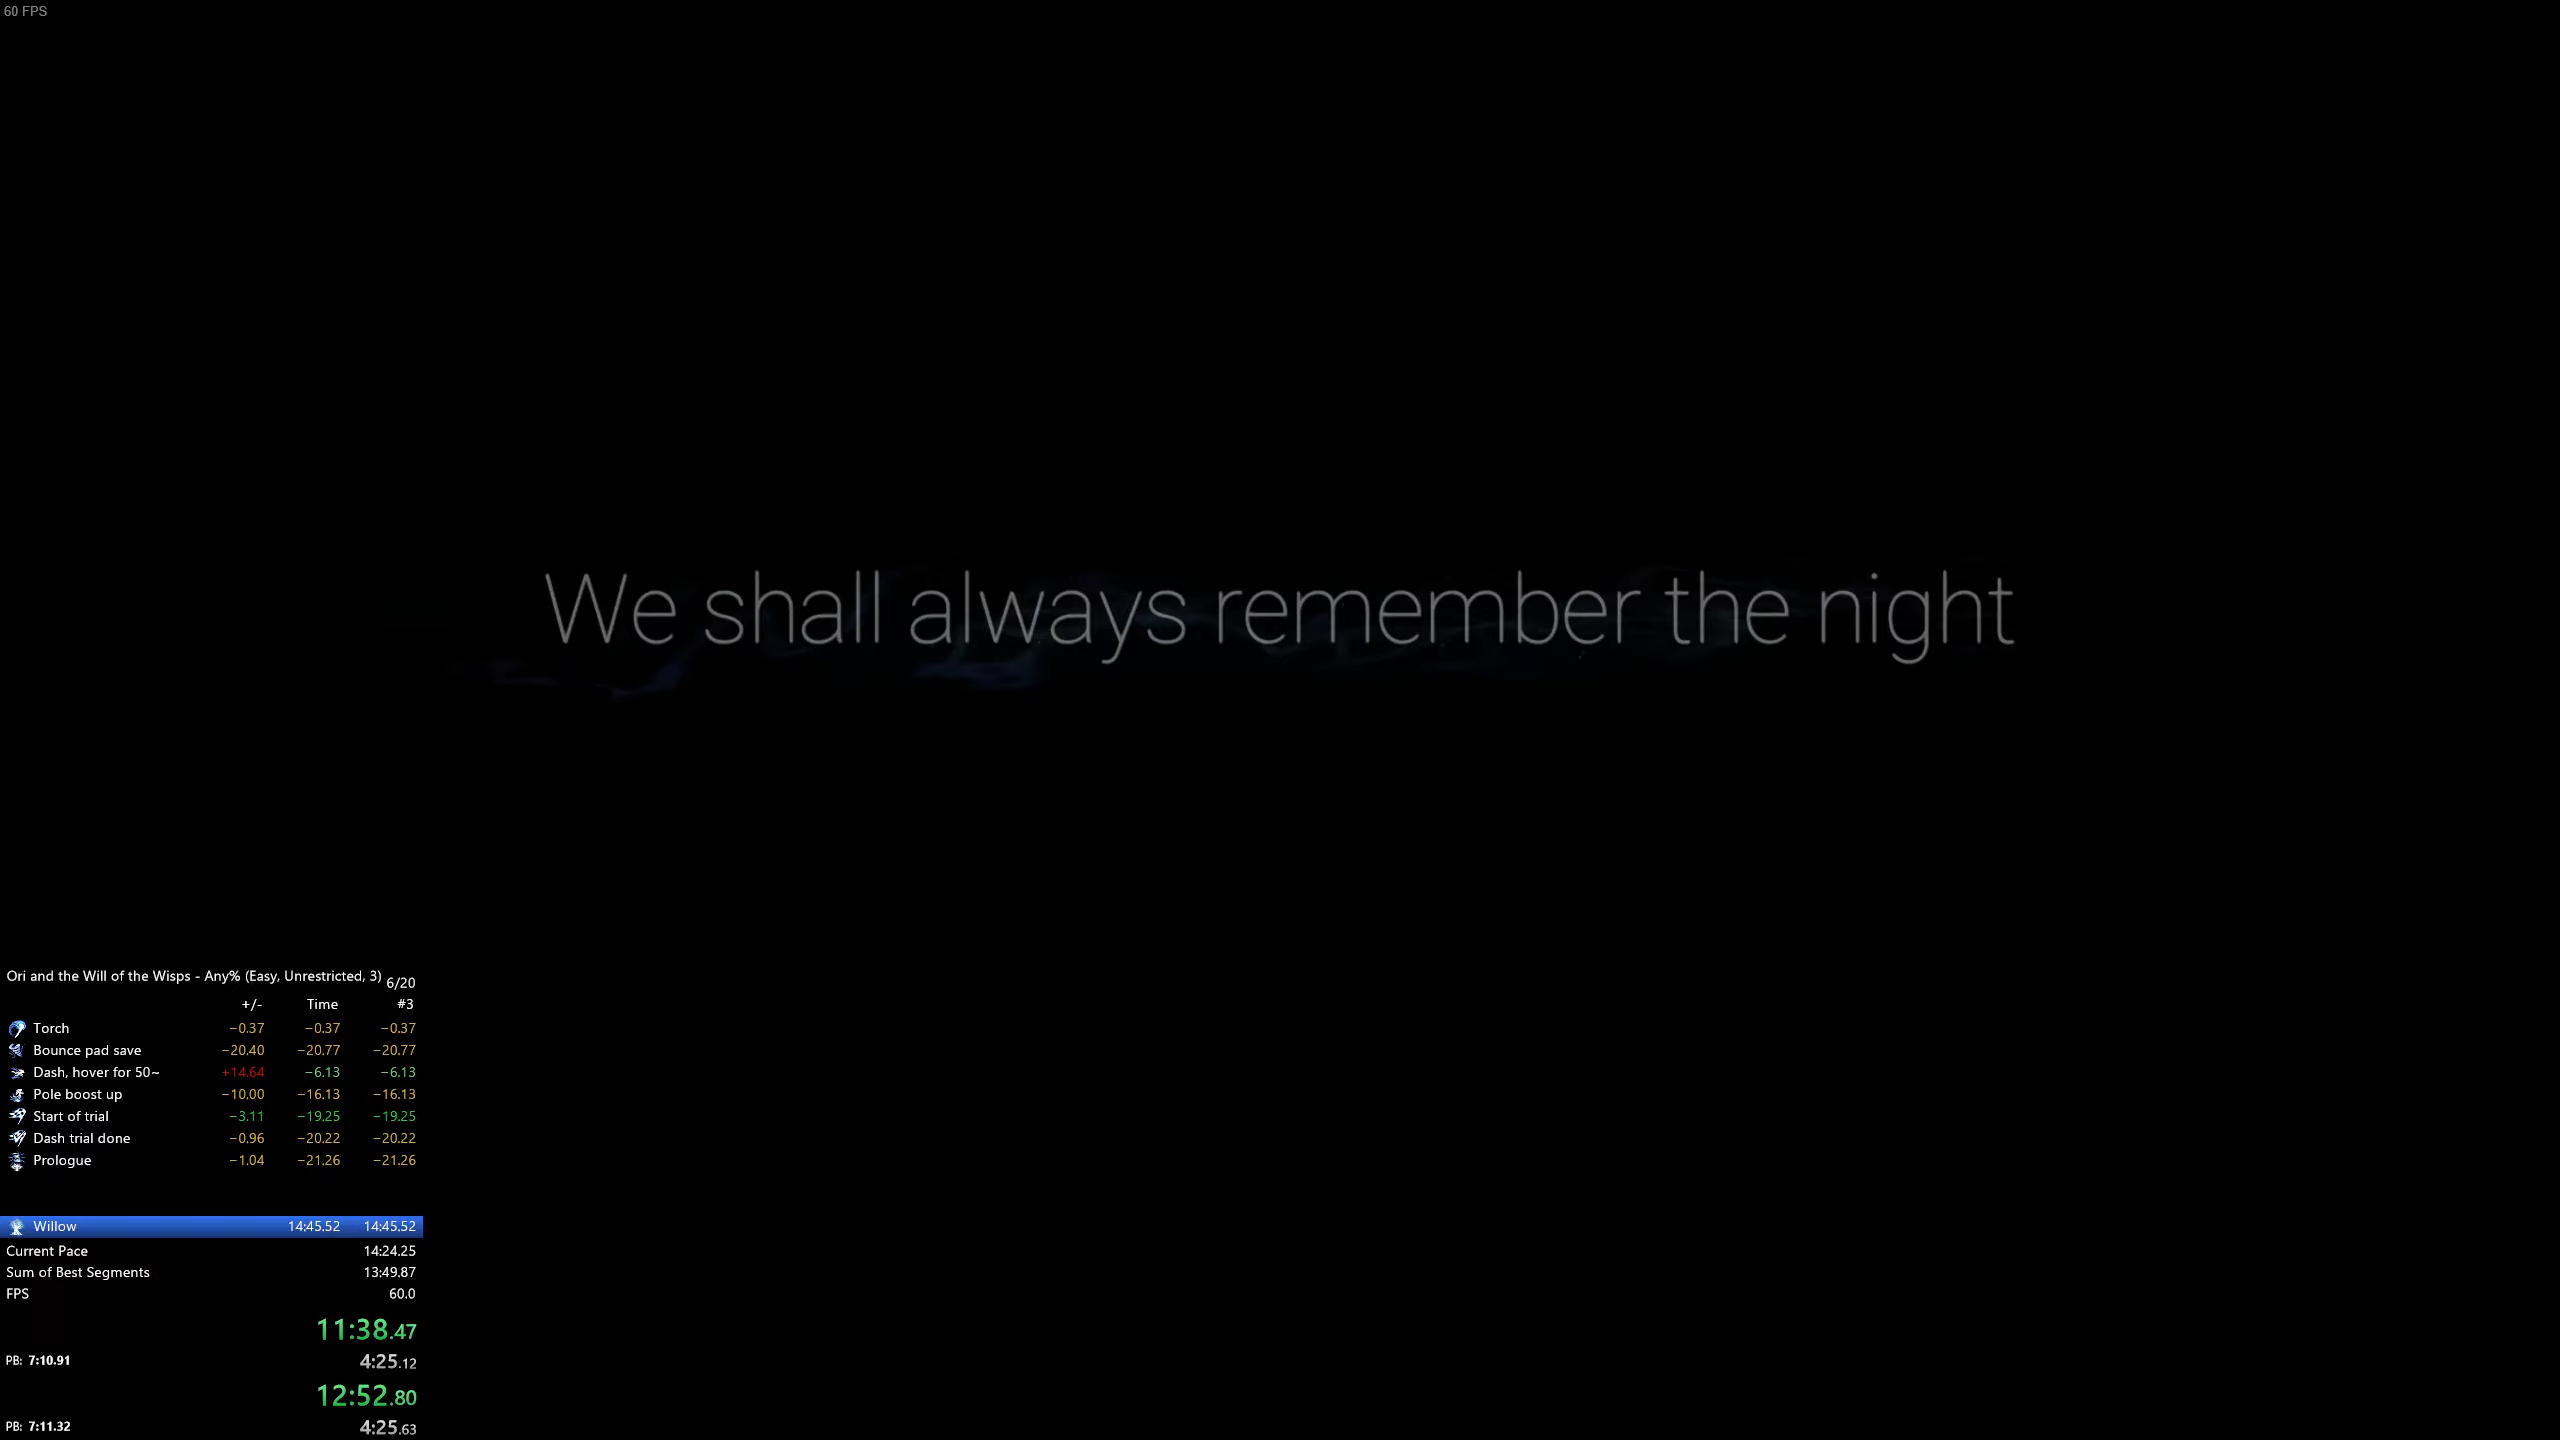 60 FPS
We shall always remember the night
Ori and the Will of the Wisps - Any% (Easy, Unrestricted, 3) 6/20
+/- Time #3
Torch −0.37 −0.37 −0.37
Bounce pad save −20.40 −20.77 −20.77
Dash, hover for 50~ +14.64 −6.13 −6.13
Pole boost up −10.00 −16.13 −16.13
Start of trial −3.11 −19.25 −19.25
Dash trial done −0.96 −20.22 −20.22
Prologue −1.04 −21.26 −21.26
Willow 14:45.52 14:45.52
Current Pace 14:24.25
Sum of Best Segments 13:49.87
FPS 60.0
11:38.47
PB: 7:10.91 4:25.12
12:52.80
PB: 7:11.32 4:25.63